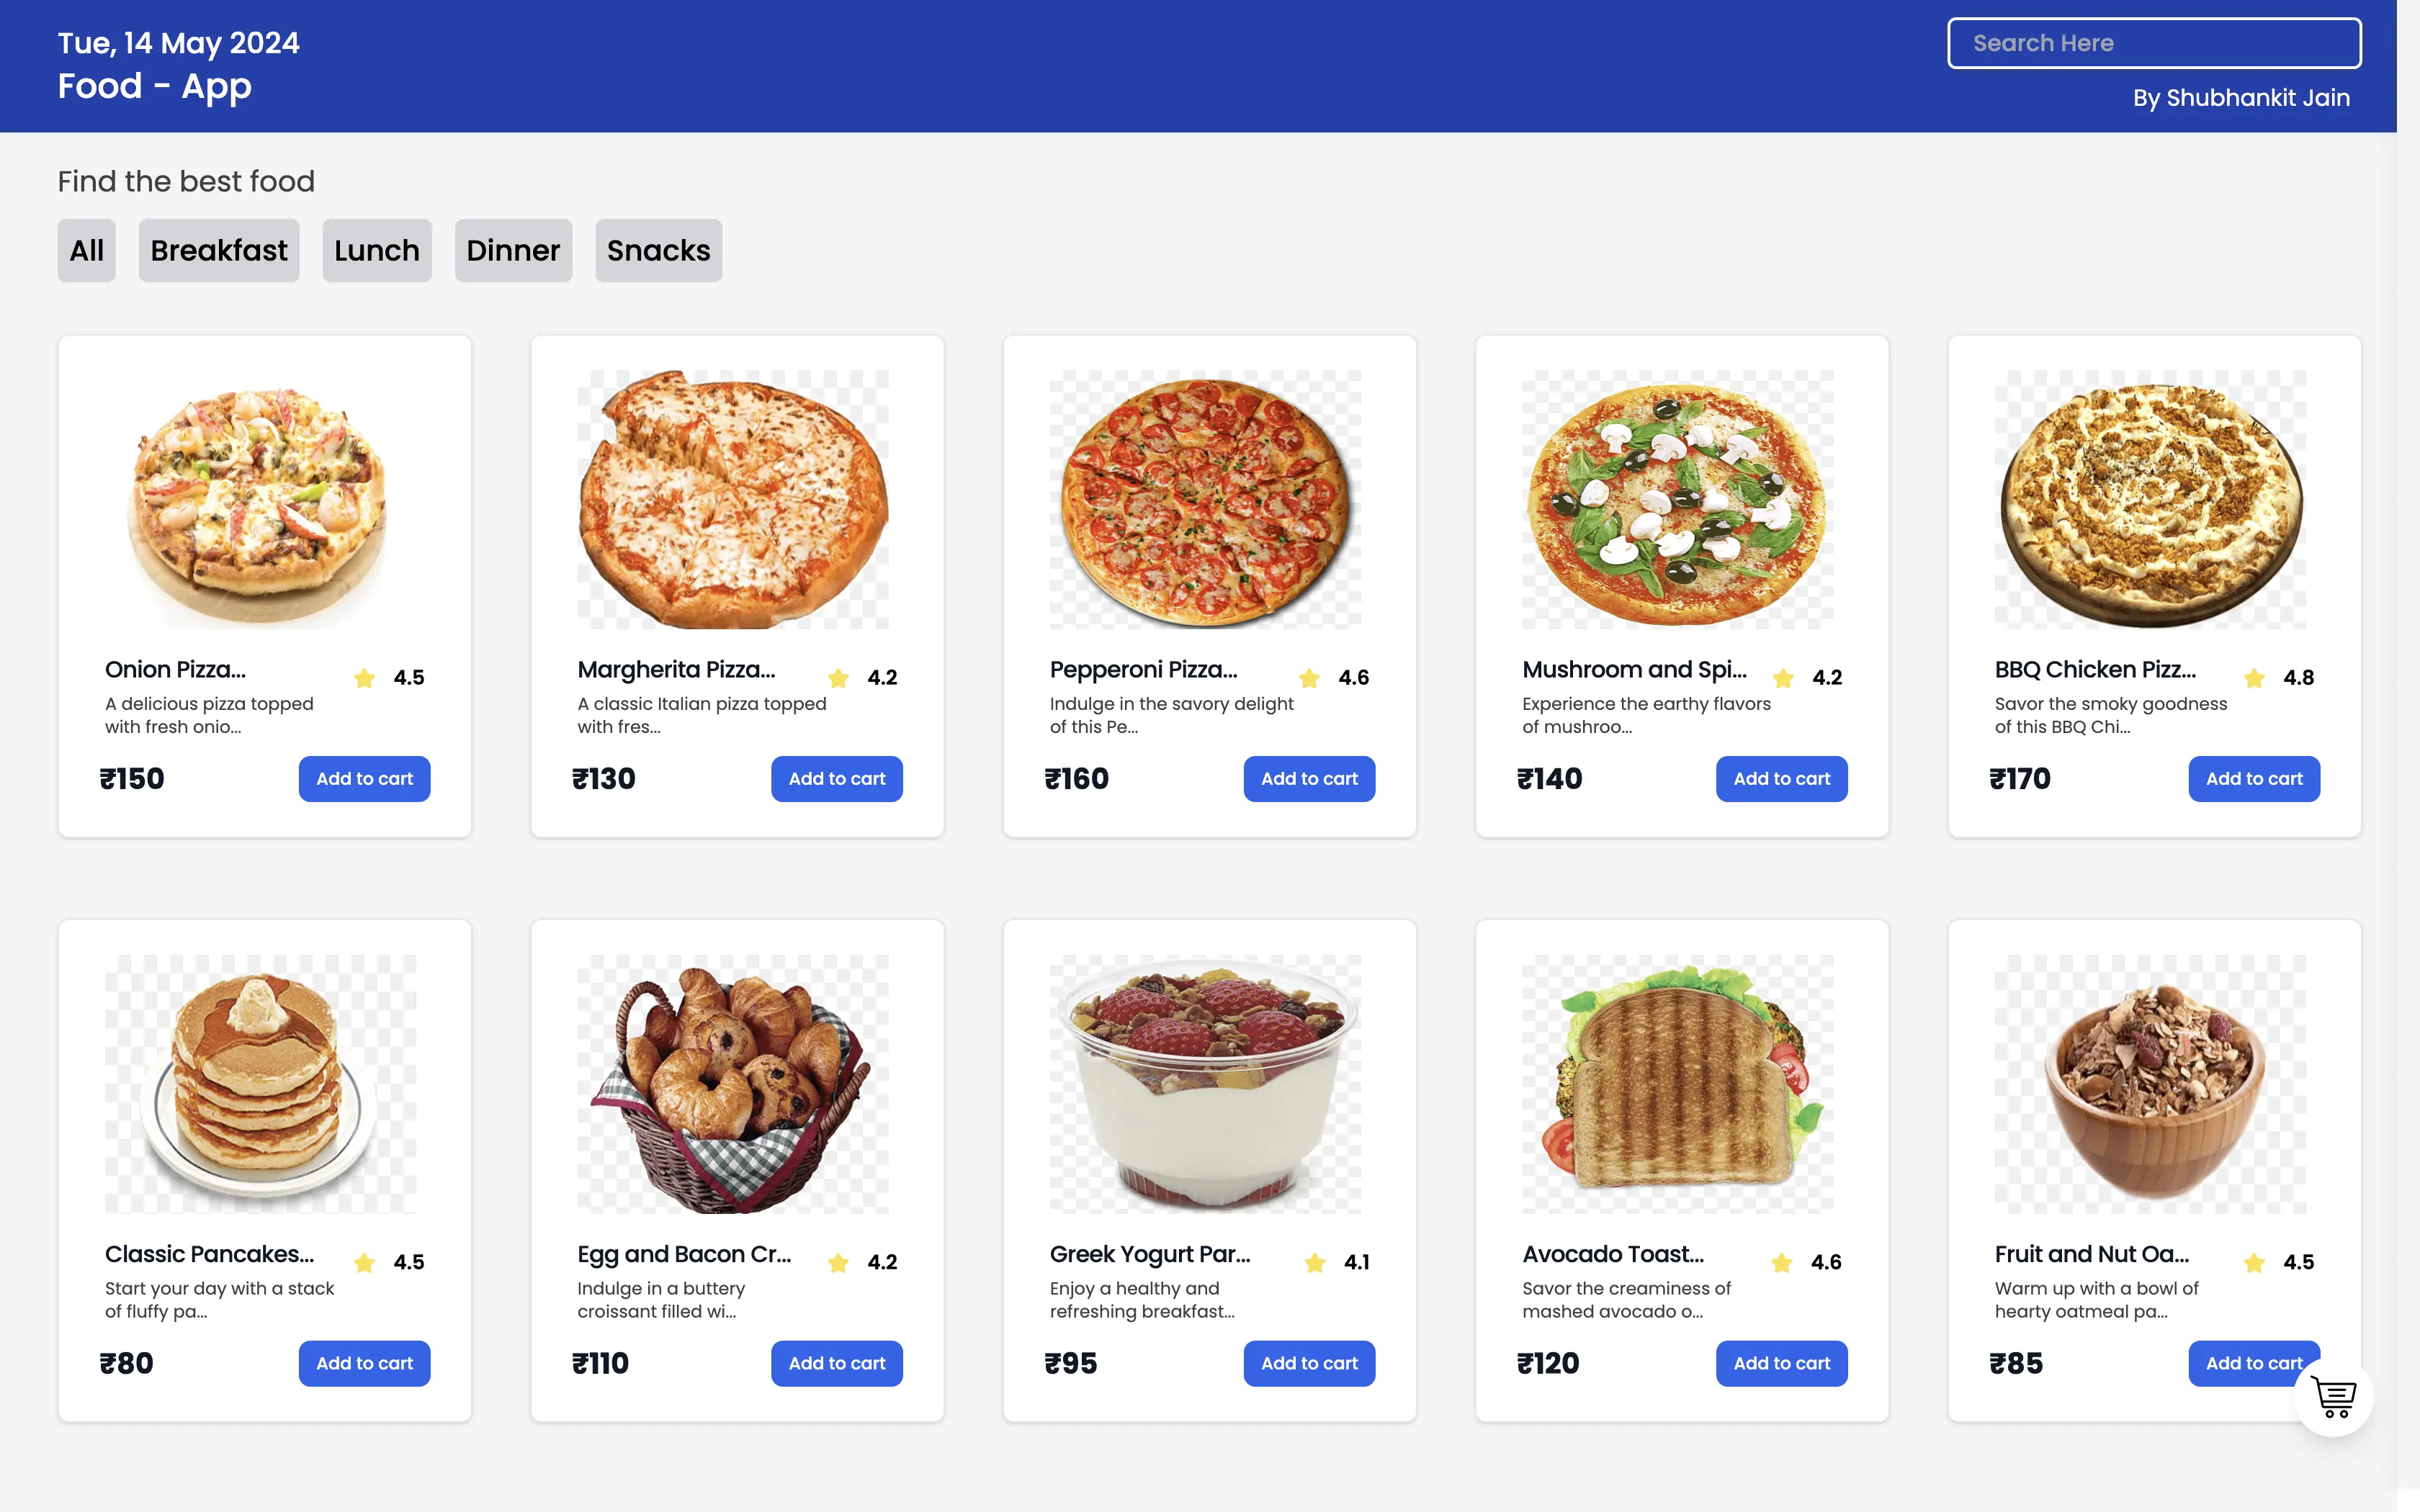 Tue, 14 May 2024
Food - App
Search Here
By Shubhankit Jain
Find the best food
All
Breakfast
Lunch
Dinner
Snacks
Onion Pizza...
4.5
A delicious pizza topped
with fresh onio...
₹150
Add to cart
Margherita Pizza...
4.2
A classic Italian pizza topped
with fres...
₹130
Add to cart
Pepperoni Pizza...
4.6
Indulge in the savory delight
of this Pe...
₹160
Add to cart
Mushroom and Spi...
4.2
Experience the earthy flavors
of mushroo...
₹140
Add to cart
BBQ Chicken Pizz...
4.8
Savor the smoky goodness
of this BBQ Chi...
₹170
Add to cart
Classic Pancakes...
4.5
Start your day with a stack
of fluffy pa...
₹80
Add to cart
Egg and Bacon Cr...
4.2
Indulge in a buttery
croissant filled wi...
₹110
Add to cart
Greek Yogurt Par...
4.1
Enjoy a healthy and
refreshing breakfast...
₹95
Add to cart
Avocado Toast...
4.6
Savor the creaminess of
mashed avocado o...
₹120
Add to cart
Fruit and Nut Oa...
4.5
Warm up with a bowl of
hearty oatmeal pa...
₹85
Add to cart